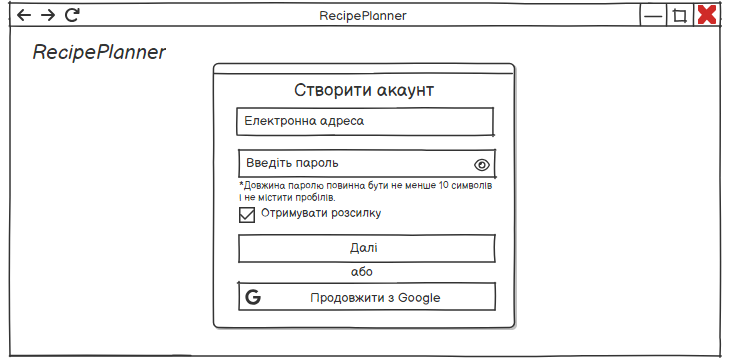 RecipePlanner
RecipePlanner
Створити акаунт
Електронна адреса
Введіть пароль
*Довжина паролю повинна бути не менше 10 символів
і не містити пробілів.
Отримувати розсилку
Далі
або
G Продовжити з Google